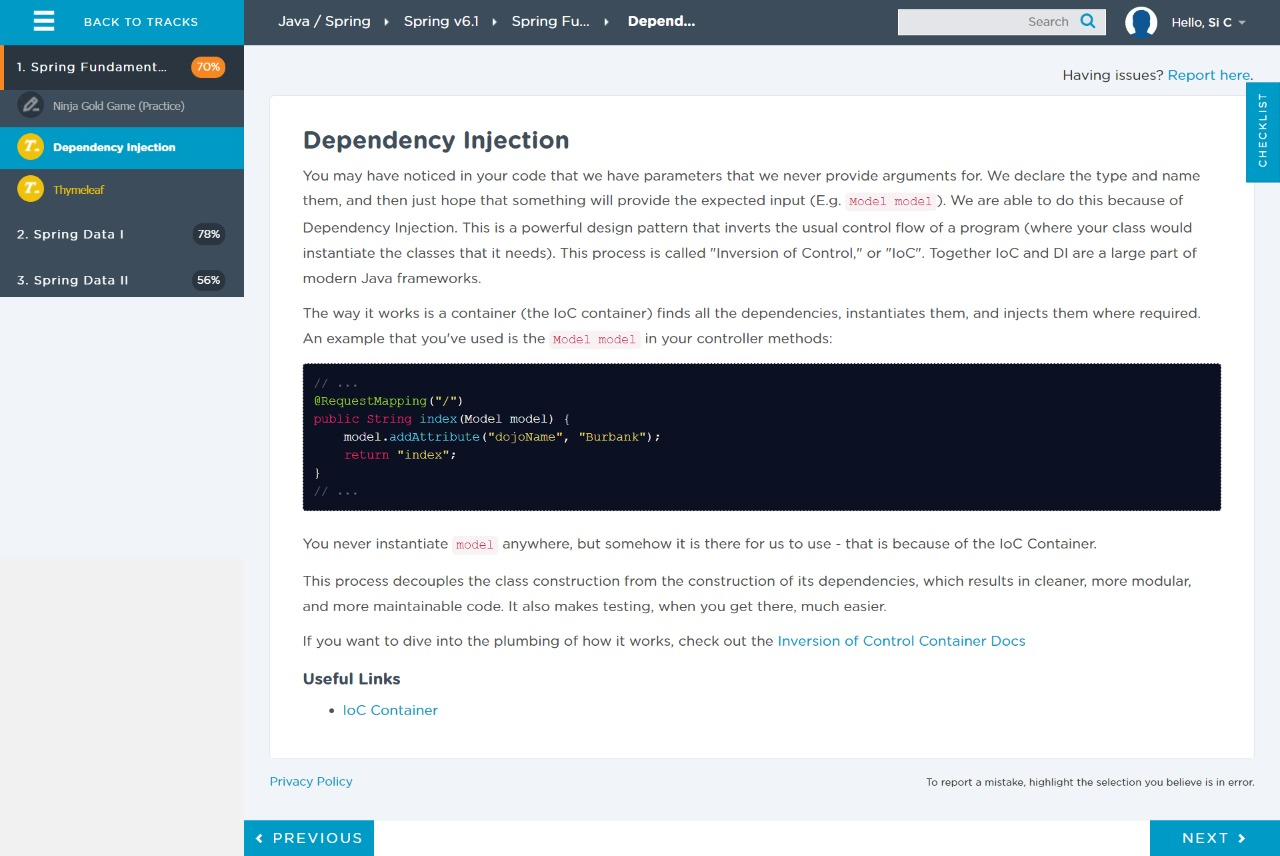 BACK TO TRACKS
Java / Spring Spring v6.1 Spring Fu... Depend...
Search
Hello, Si C
1. Spring Fundament... 70%
Ninja Gold Game (Practice)
T. Dependency Injection
T. Thymeleaf
2. Spring Data I 78%
3. Spring Data II 56%
Having issues? Report here.
CHECKLIST
Dependency Injection
You may have noticed in your code that we have parameters that we never provide arguments for. We declare the type and name
them, and then just hope that something will provide the expected input (E.g. Model model ). We are able to do this because of
Dependency Injection. This is a powerful design pattern that inverts the usual control flow of a program (where your class would
instantiate the classes that it needs). This process is called "Inversion of Control," or "IoC". Together IoC and DI are a large part of
modern Java frameworks.
The way it works is a container (the IoC container) finds all the dependencies, instantiates them, and injects them where required.
An example that you've used is the Model model in your controller methods:
// ...
@RequestMapping("/")
public String index(Model model) {
    model.addAttribute("dojoName", "Burbank");
    return "index";
}
// ...
You never instantiate model anywhere, but somehow it is there for us to use - that is because of the IoC Container.
This process decouples the class construction from the construction of its dependencies, which results in cleaner, more modular,
and more maintainable code. It also makes testing, when you get there, much easier.
If you want to dive into the plumbing of how it works, check out the Inversion of Control Container Docs
Useful Links
• IoC Container
Privacy Policy
To report a mistake, highlight the selection you believe is in error.
PREVIOUS
NEXT